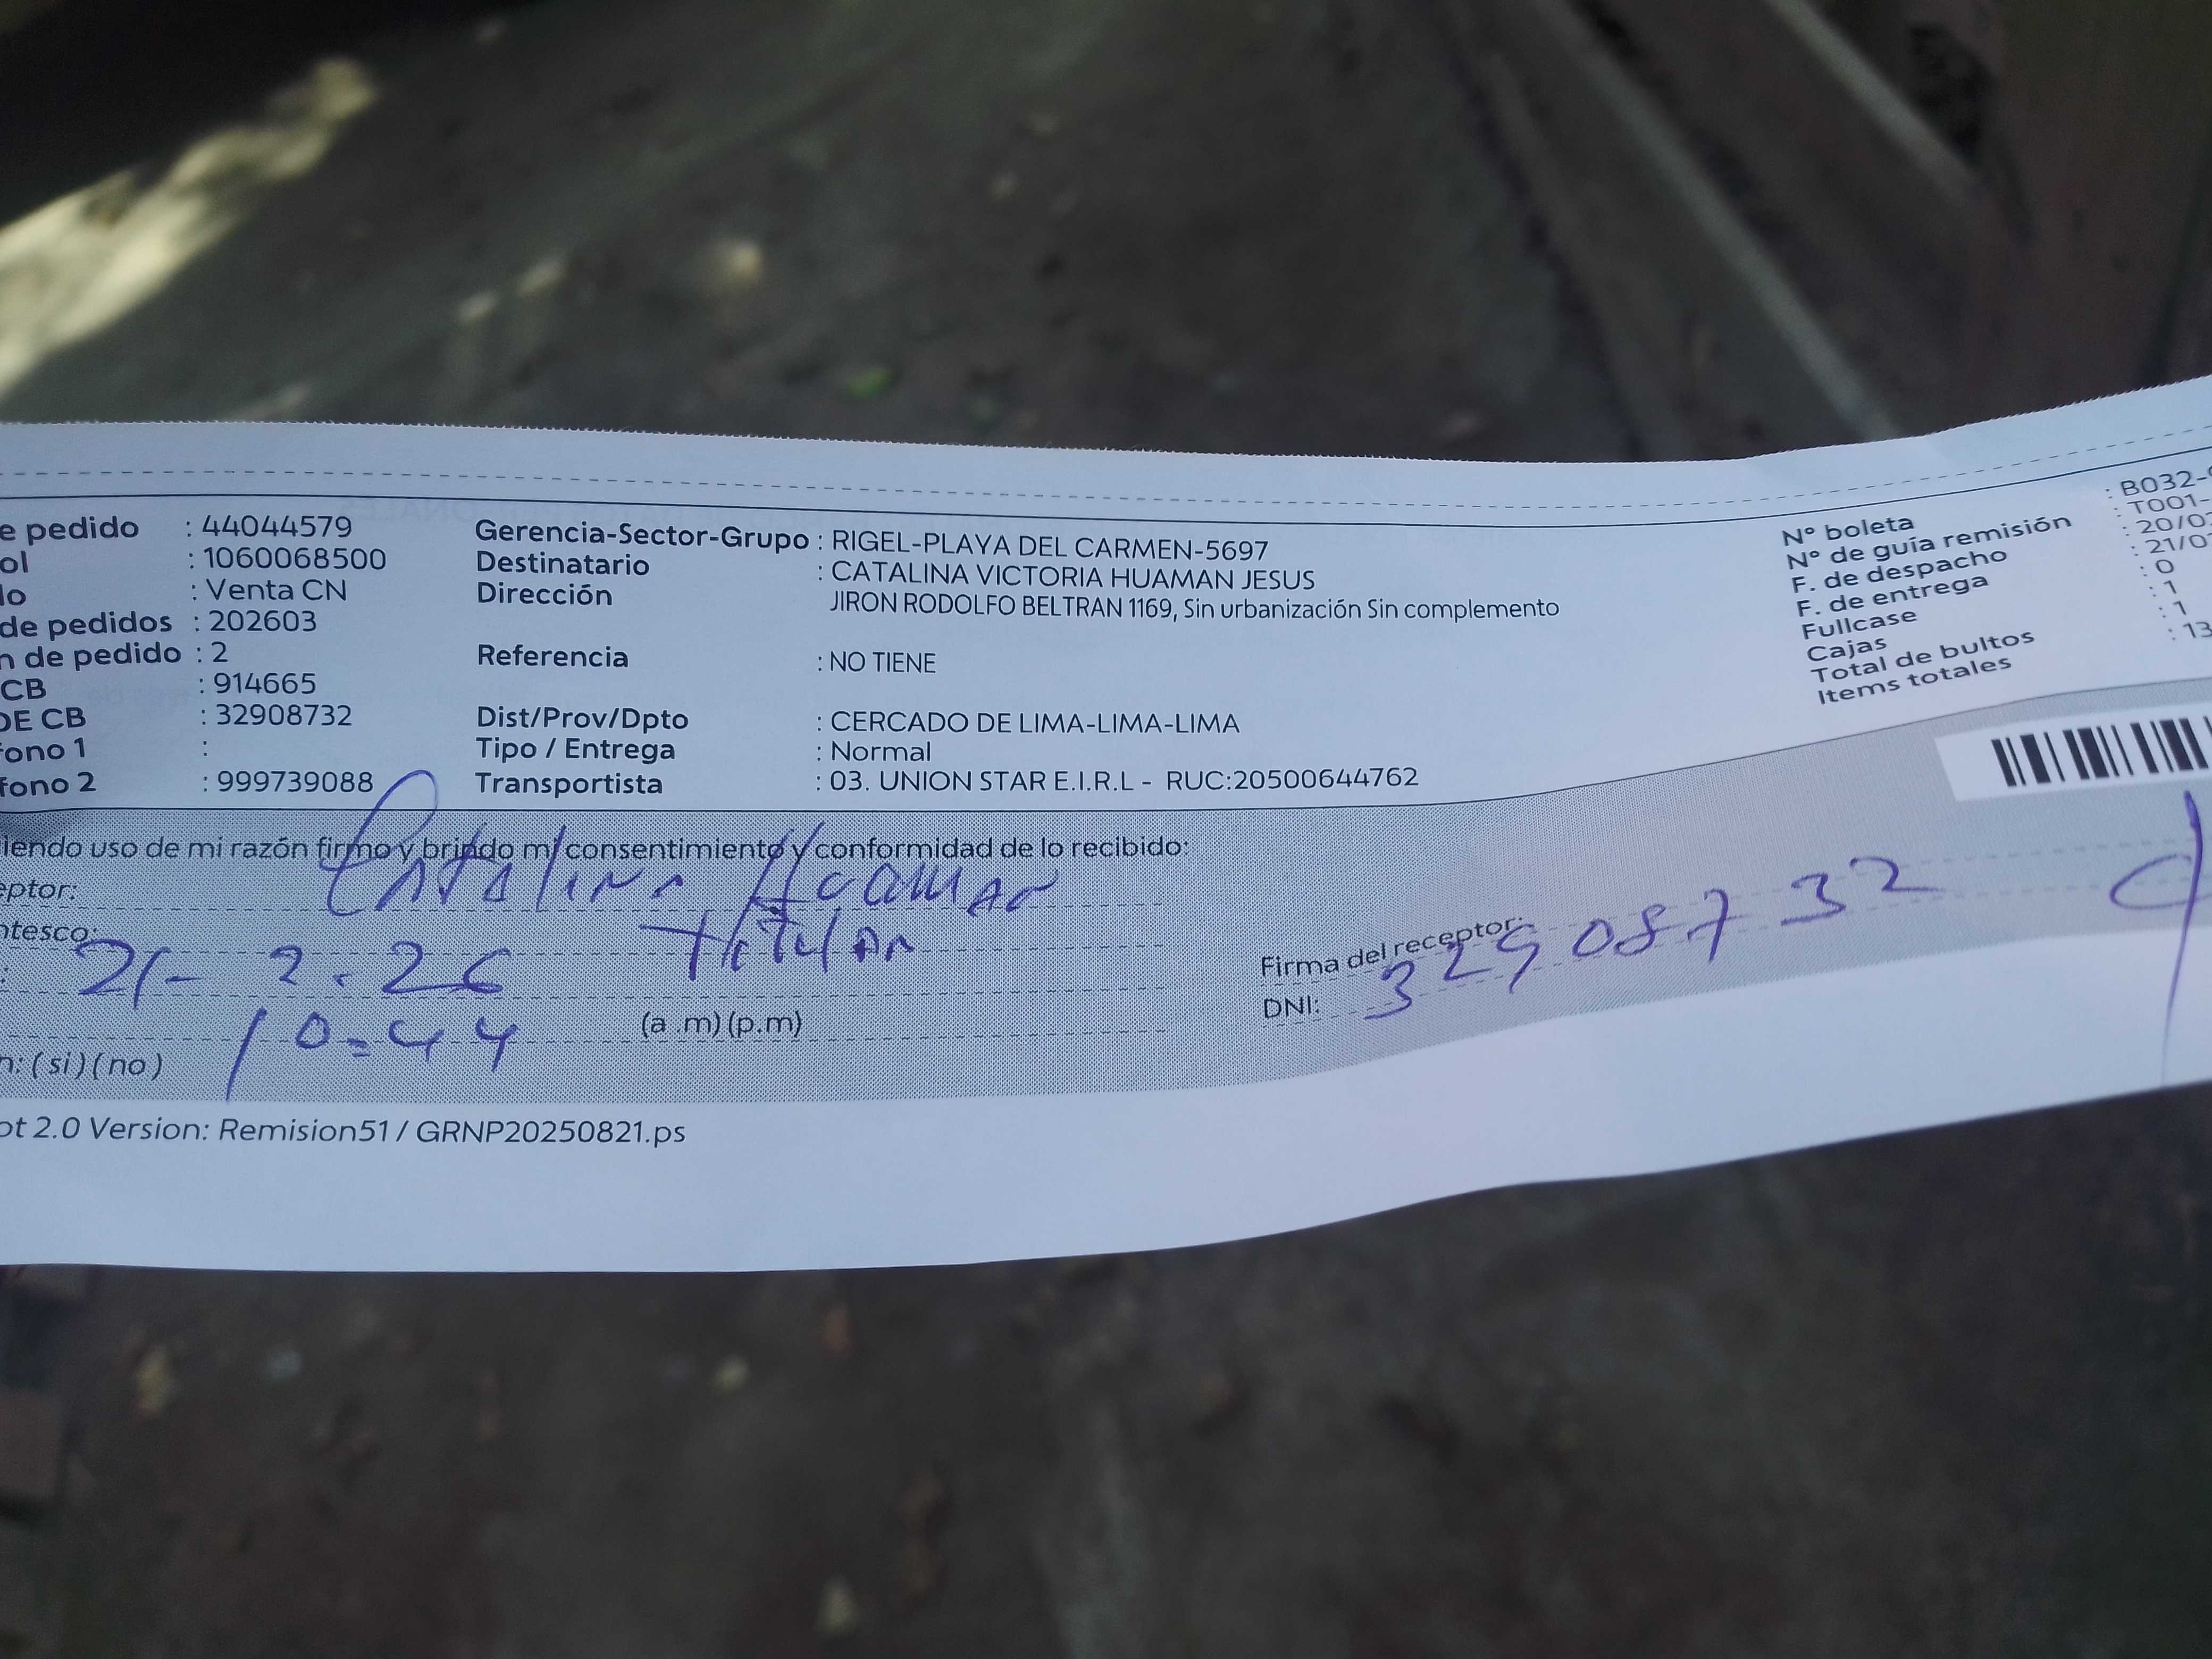 e pedido : 44044579
ol : 1060068500
do : Venta CN
de pedidos : 202603
n de pedido : 2
CB : 914665
DE CB : 32908732
fono 1 :
fono 2 : 999739088
Gerencia-Sector-Grupo : RIGEL-PLAYA DEL CARMEN-5697
Destinatario : CATALINA VICTORIA HUAMAN JESUS
Dirección JIRON RODOLFO BELTRAN 1169, Sin urbanización Sin complemento
Referencia : NO TIENE
Dist/Prov/Dpto : CERCADO DE LIMA-LIMA-LIMA
Tipo / Entrega : Normal
Transportista : 03. UNION STAR E.I.R.L - RUC:20500644762
N° boleta : B032-
N° de guía remisión : T001-
F. de despacho : 20/0
F. de entrega : 21/0
Fullcase : 0
Cajas : 1
Total de bultos : 1
Items totales : 13
iendo uso de mi razón firmo y brindo mi consentimiento y conformidad de lo recibido:
eptor: Catalina Huaman
ntesco: titular
: 21- 2.26
10=44 (a .m) (p.m)
n: (si) (no)
Firma del receptor:
DNI: 32908732
ot 2.0 Version: Remision51 / GRNP20250821.ps